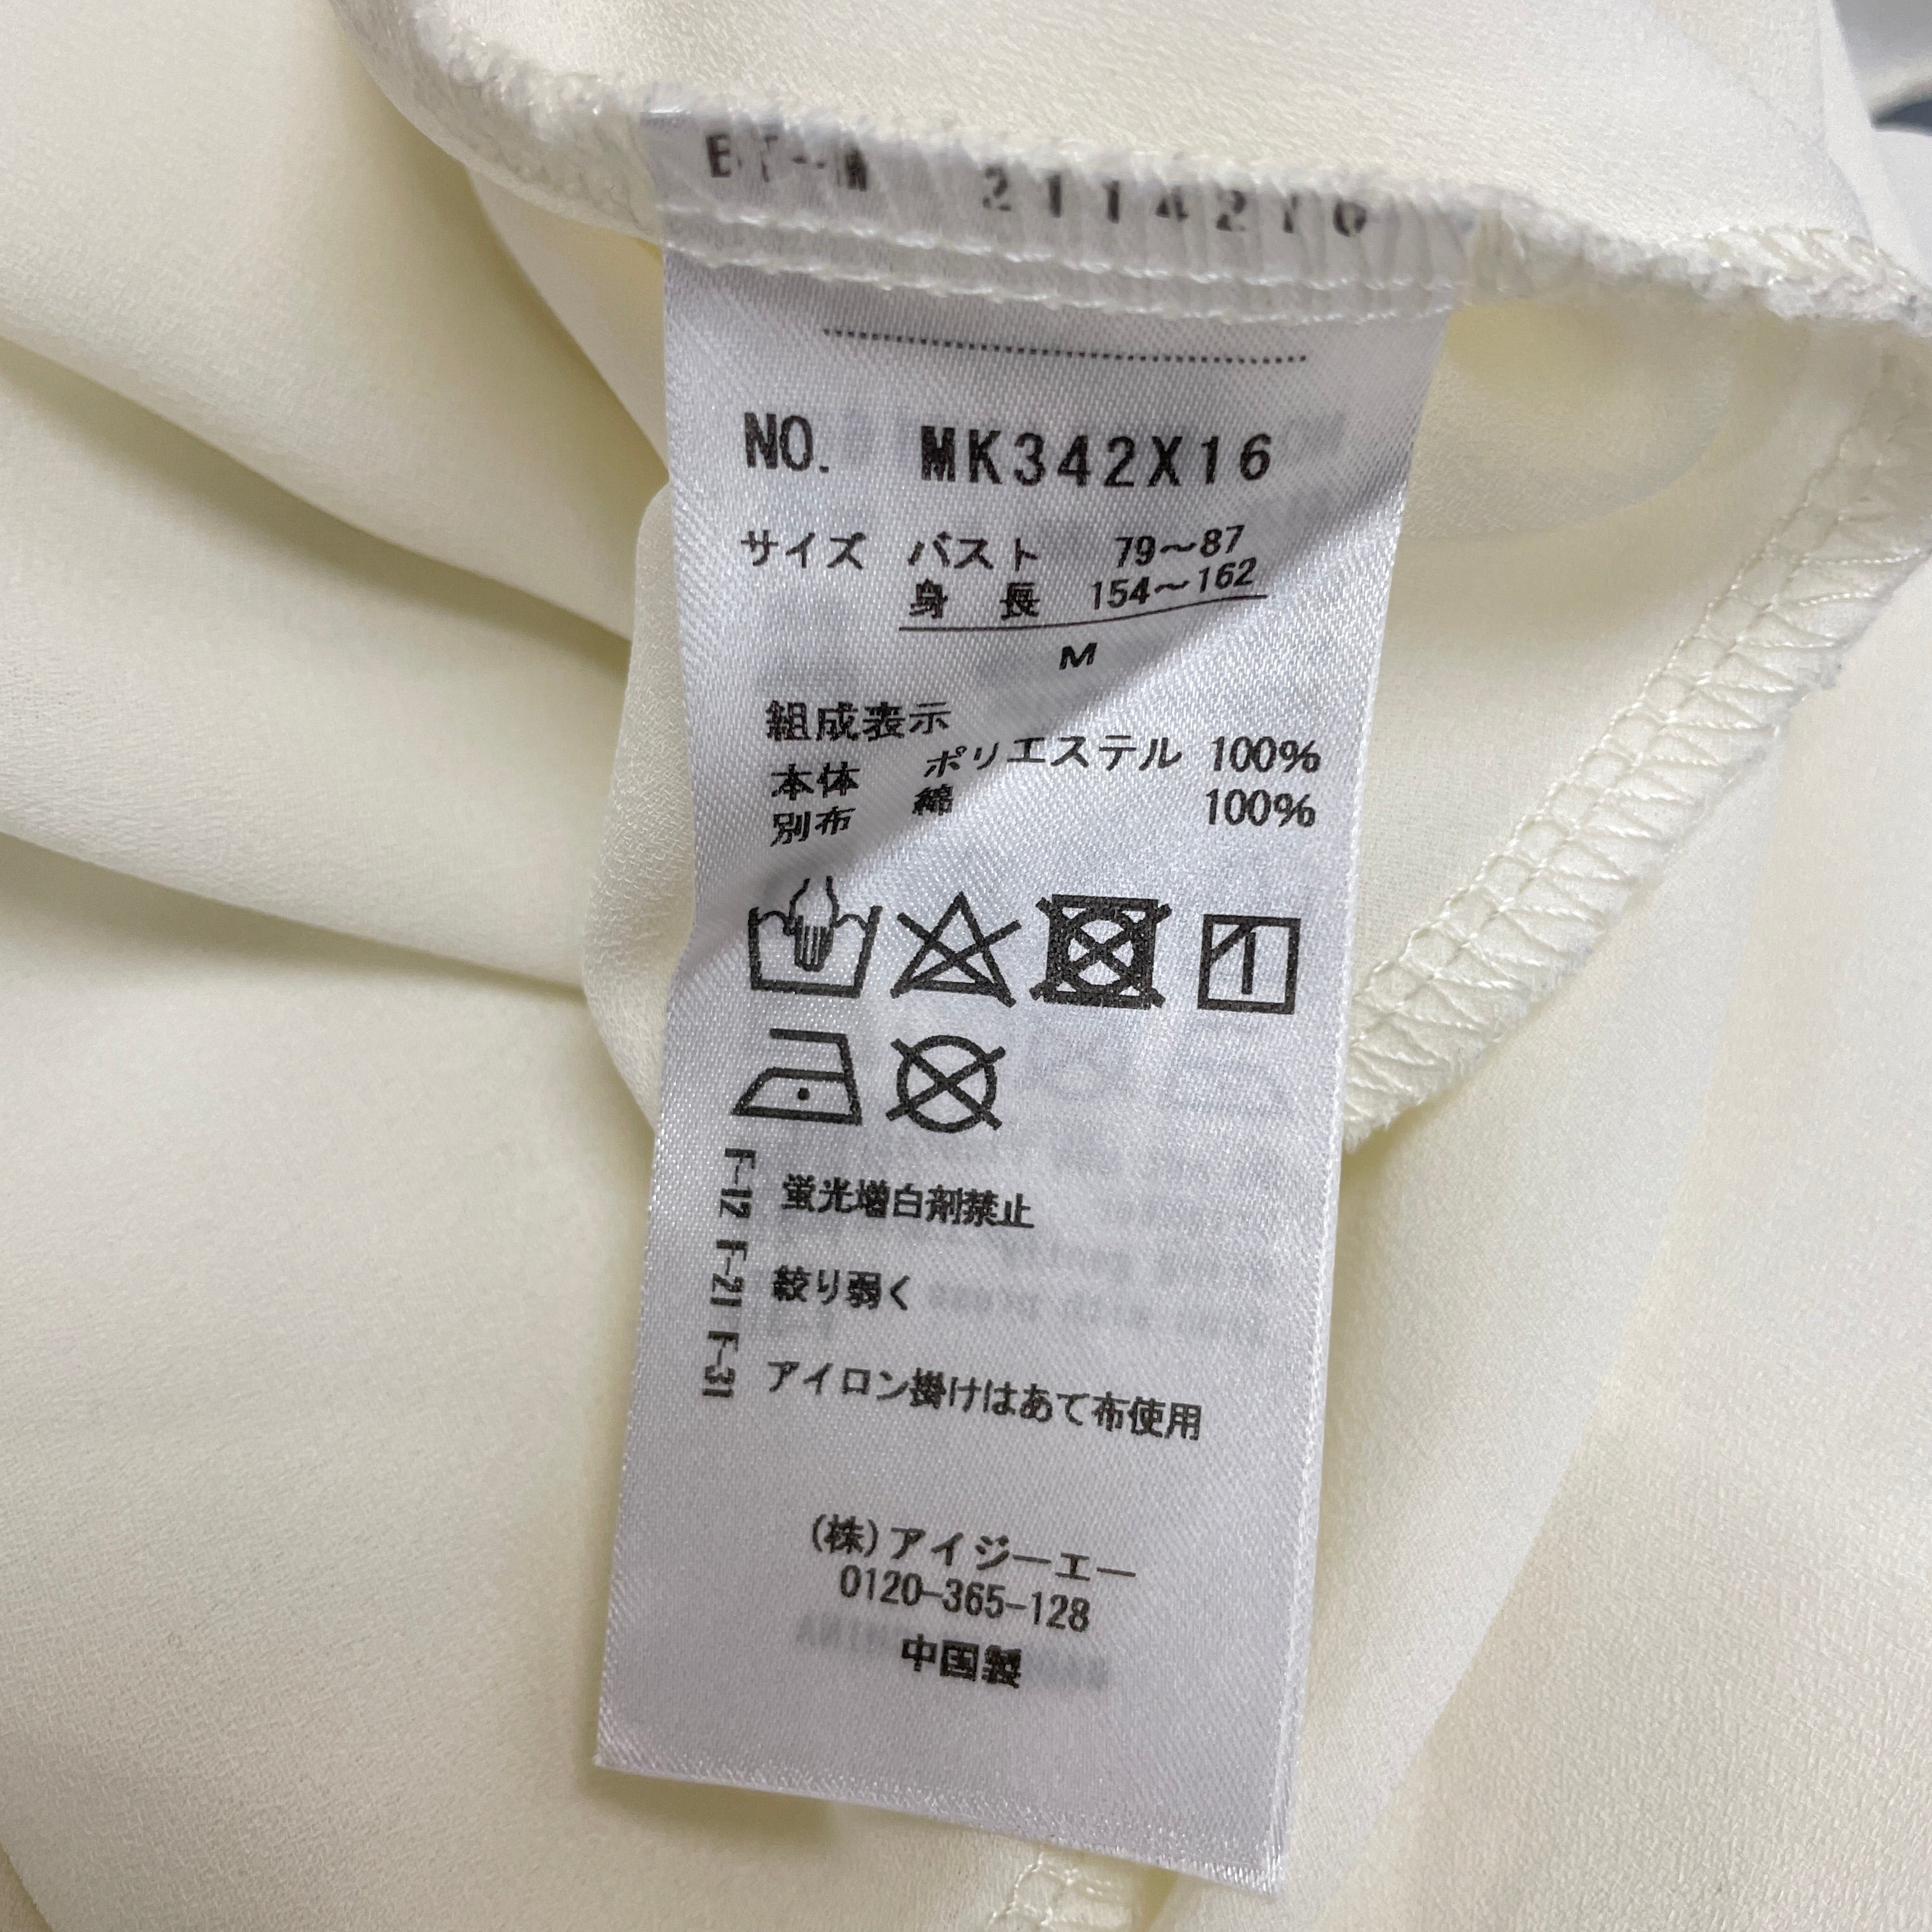 2114216
NO. MK342X16
サイズ バスト 79～87
身長 154～162
M
組成表示
本体 ポリエステル 100%
別布 綿 100%
F-12 蛍光増白剤禁止
F-21 絞り弱く
F-31 アイロン掛けはあて布使用
(株)アイジーエー
0120-365-128
中国製